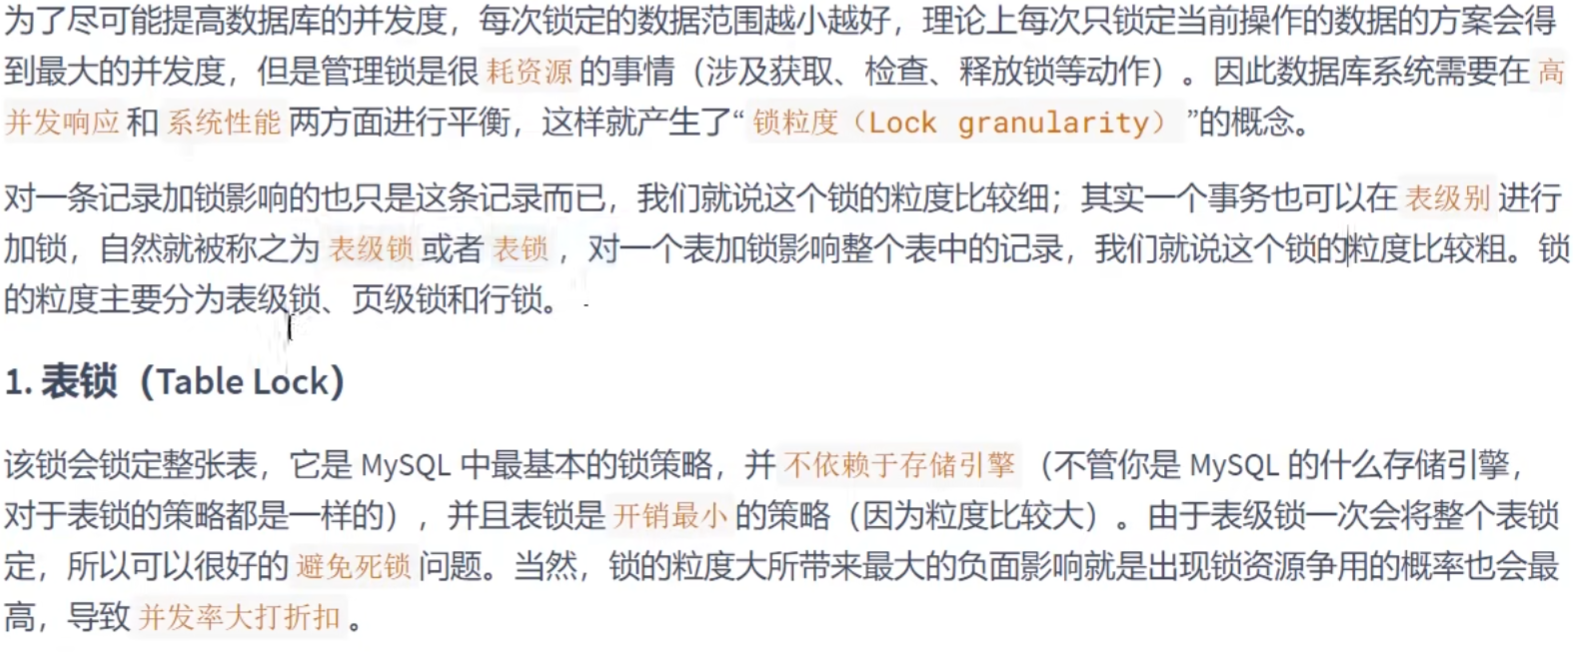 为了尽可能提高数据库的并发度，每次锁定的数据范围越小越好，理论上每次只锁定当前操作的数据的方案会得
到最大的并发度，但是管理锁是很 耗资源 的事情（涉及获取、检查、释放锁等动作）。因此数据库系统需要在 高
并发响应 和 系统性能 两方面进行平衡，这样就产生了“ 锁粒度（Lock granularity） ”的概念。
对一条记录加锁影响的也只是这条记录而已，我们就说这个锁的粒度比较细；其实一个事务也可以在 表级别 进行
加锁，自然就被称之为 表级锁 或者 表锁 ，对一个表加锁影响整个表中的记录，我们就说这个锁的粒度比较粗。锁
的粒度主要分为表级锁、页级锁和行锁。
1. 表锁（Table Lock）
该锁会锁定整张表，它是 MySQL 中最基本的锁策略，并 不依赖于存储引擎 （不管你是 MySQL 的什么存储引擎，
对于表锁的策略都是一样的），并且表锁是 开销最小 的策略（因为粒度比较大）。由于表级锁一次会将整个表锁
定，所以可以很好的 避免死锁 问题。当然，锁的粒度大所带来最大的负面影响就是出现锁资源争用的概率也会最
高，导致 并发率大打折扣 。